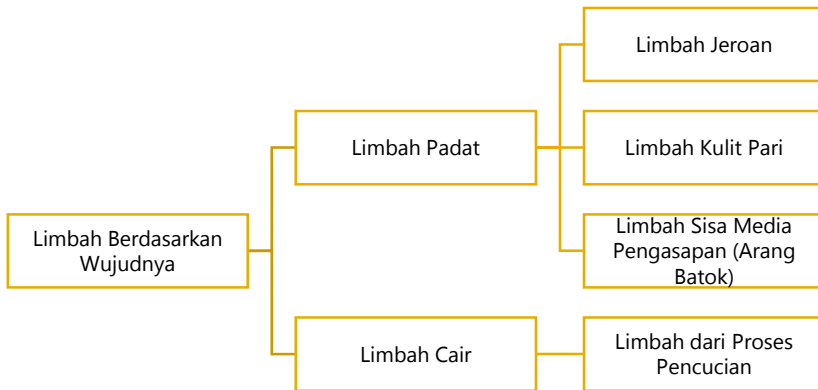 Limbah Berdasarkan
Wujudnya
Limbah Padat
Limbah Jeroan
Limbah Kulit Pari
Limbah Sisa Media
Pengasapan (Arang
Batok)
Limbah Cair
Limbah dari Proses
Pencucian